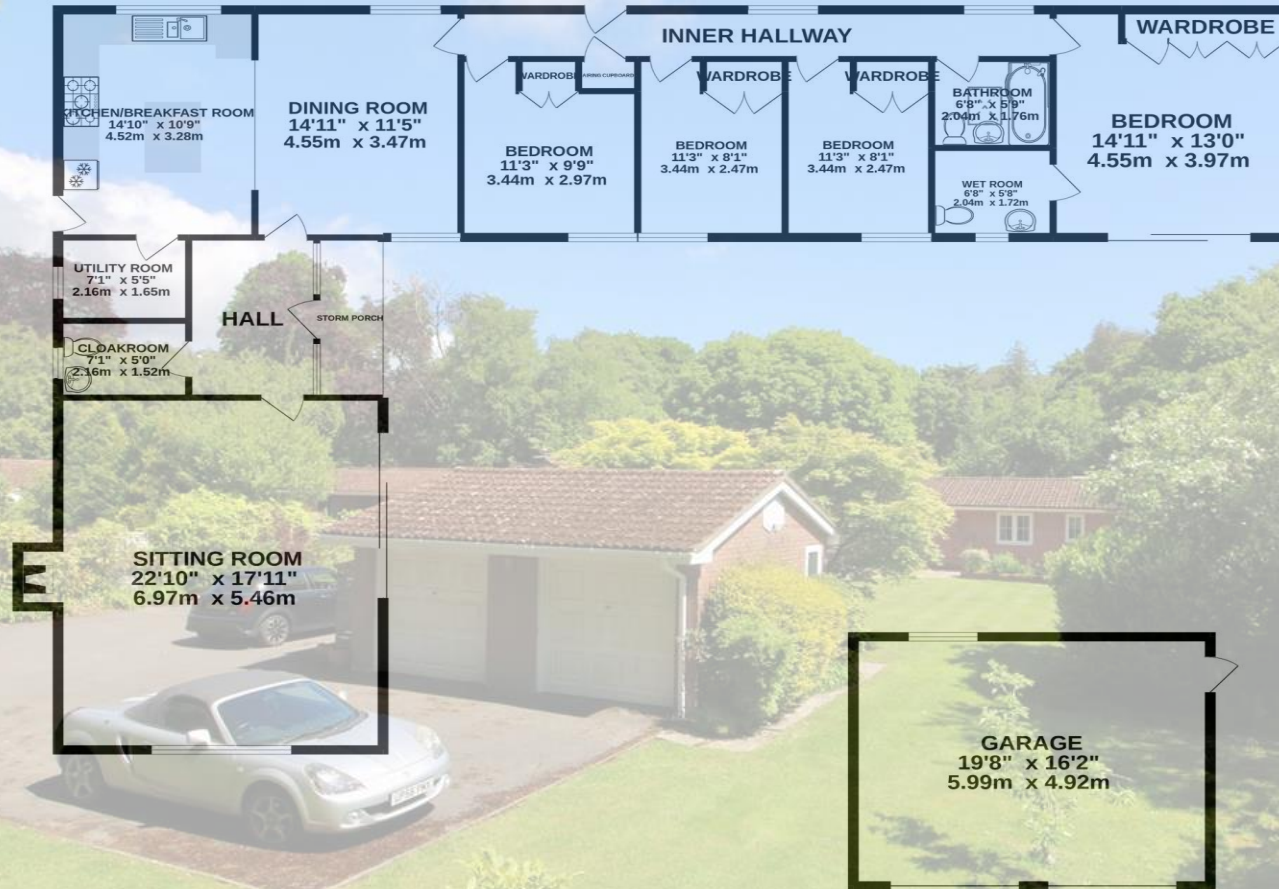 WARDROBE
INNER HALLWAY
WARDROBE
AIRING CUPBOARD
WARDROBE
WARDROBE
KITCHEN/BREAKFAST ROOM
14'10" x 10'9"
4.52m x 3.28m
DINING ROOM
14'11" x 11'5"
4.55m x 3.47m
BEDROOM
11'3" x 9'9"
3.44m x 2.97m
BEDROOM
11'3" x 8'1"
3.44m x 2.47m
BEDROOM
11'3" x 8'1"
3.44m x 2.47m
BATHROOM
6'8" x 5'9"
2.04m x 1.76m
BEDROOM
14'11" x 13'0"
4.55m x 3.97m
WET ROOM
6'8" x 5'8"
2.04m x 1.72m
UTILITY ROOM
7'1" x 5'5"
2.16m x 1.65m
HALL
STORM PORCH
CLOAKROOM
7'1" x 5'0"
2.16m x 1.52m
SITTING ROOM
22'10" x 17'11"
6.97m x 5.46m
GARAGE
19'8" x 16'2"
5.99m x 4.92m